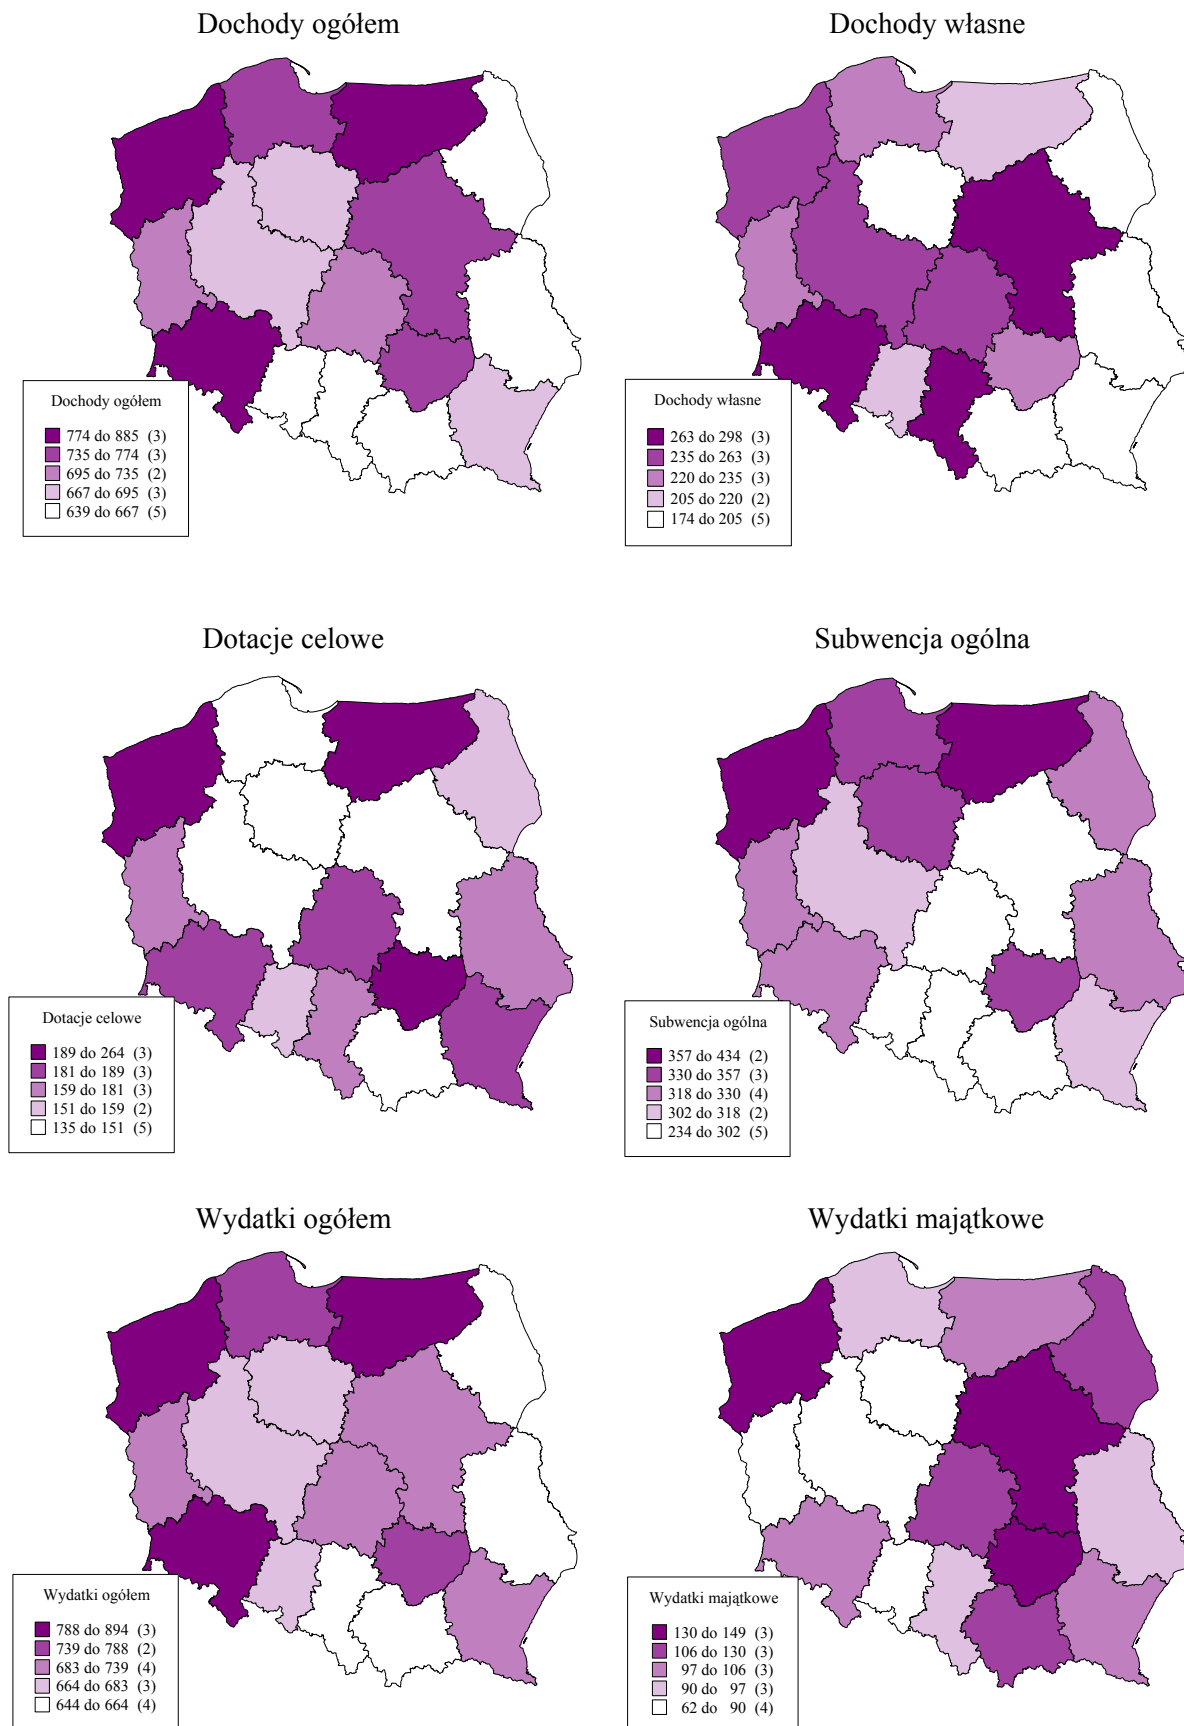 Dochody ogółem
Dochody własne
Dochody ogółem
774 do 885 (3)
735 do 774 (3)
695 do 735 (2)
667 do 695 (3)
639 do 667 (5)
Dochody własne
263 do 298 (3)
235 do 263 (3)
220 do 235 (3)
205 do 220 (2)
174 do 205 (5)
Dotacje celowe
Subwencja ogólna
Dotacje celowe
189 do 264 (3)
181 do 189 (3)
159 do 181 (3)
151 do 159 (2)
135 do 151 (5)
Subwencja ogólna
357 do 434 (2)
330 do 357 (3)
318 do 330 (4)
302 do 318 (2)
234 do 302 (5)
Wydatki ogółem
Wydatki majątkowe
Wydatki ogółem
788 do 894 (3)
739 do 788 (2)
683 do 739 (4)
664 do 683 (3)
644 do 664 (4)
Wydatki majątkowe
130 do 149 (3)
106 do 130 (3)
97 do 106 (3)
90 do 97 (3)
62 do 90 (4)